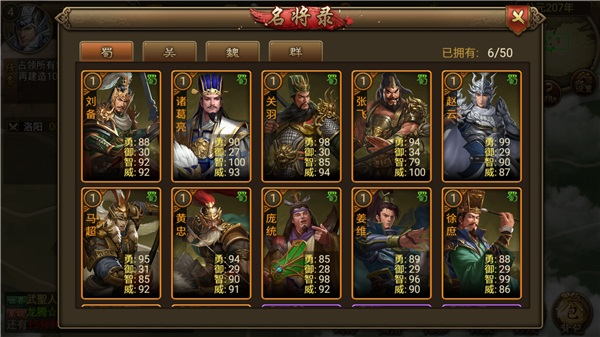 名将录
207年
4
占领所有
再建造10
洛阳
蜀
吴
魏
群
已拥有: 6/50
1 蜀
刘备
勇: 88
御: 30
智: 92
威: 92
1 蜀
诸葛亮
勇: 90
御: 27
智: 100
威: 93
1 蜀
关羽
勇: 98
御: 30
智: 85
威: 94
1 蜀
张飞
勇: 94
御: 34
智: 79
威: 100
1 蜀
赵云
勇: 99
御: 29
智: 90
威: 87
1 蜀
马超
勇: 95
御: 31
智: 85
威: 92
1 蜀
黄忠
勇: 94
御: 29
智: 90
威: 91
1 蜀
庞统
勇: 85
御: 28
智: 98
威: 92
1 蜀
姜维
勇: 89
御: 29
智: 96
威: 90
1 蜀
徐庶
勇: 88
御: 29
智: 99
威: 86
武聖人
龙腾☆
还有